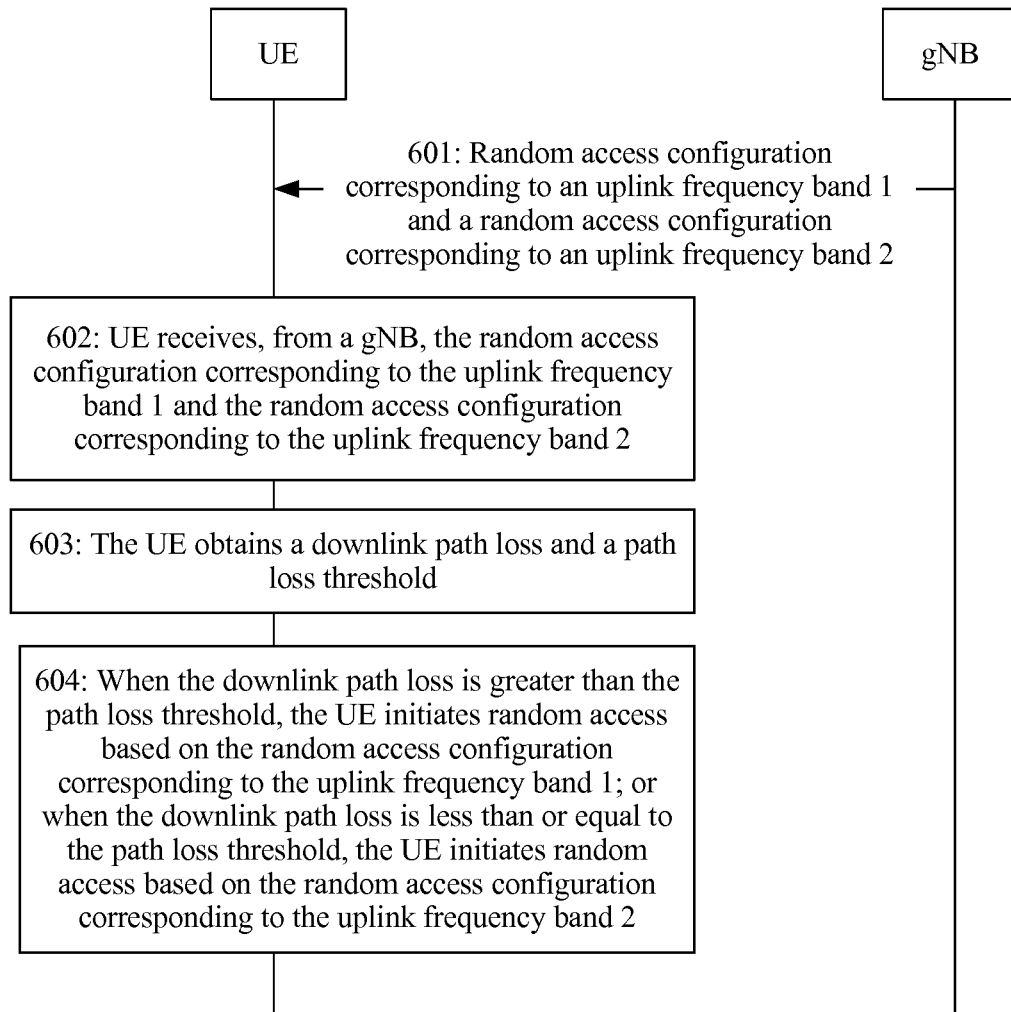 UE
gNB
601: Random access configuration
corresponding to an uplink frequency band 1
and a random access configuration
corresponding to an uplink frequency band 2
602: UE receives, from a gNB, the random access
configuration corresponding to the uplink frequency
band 1 and the random access configuration
corresponding to the uplink frequency band 2
603: The UE obtains a downlink path loss and a path
loss threshold
604: When the downlink path loss is greater than the
path loss threshold, the UE initiates random access
based on the random access configuration
corresponding to the uplink frequency band 1; or
when the downlink path loss is less than or equal to
the path loss threshold, the UE initiates random
access based on the random access configuration
corresponding to the uplink frequency band 2